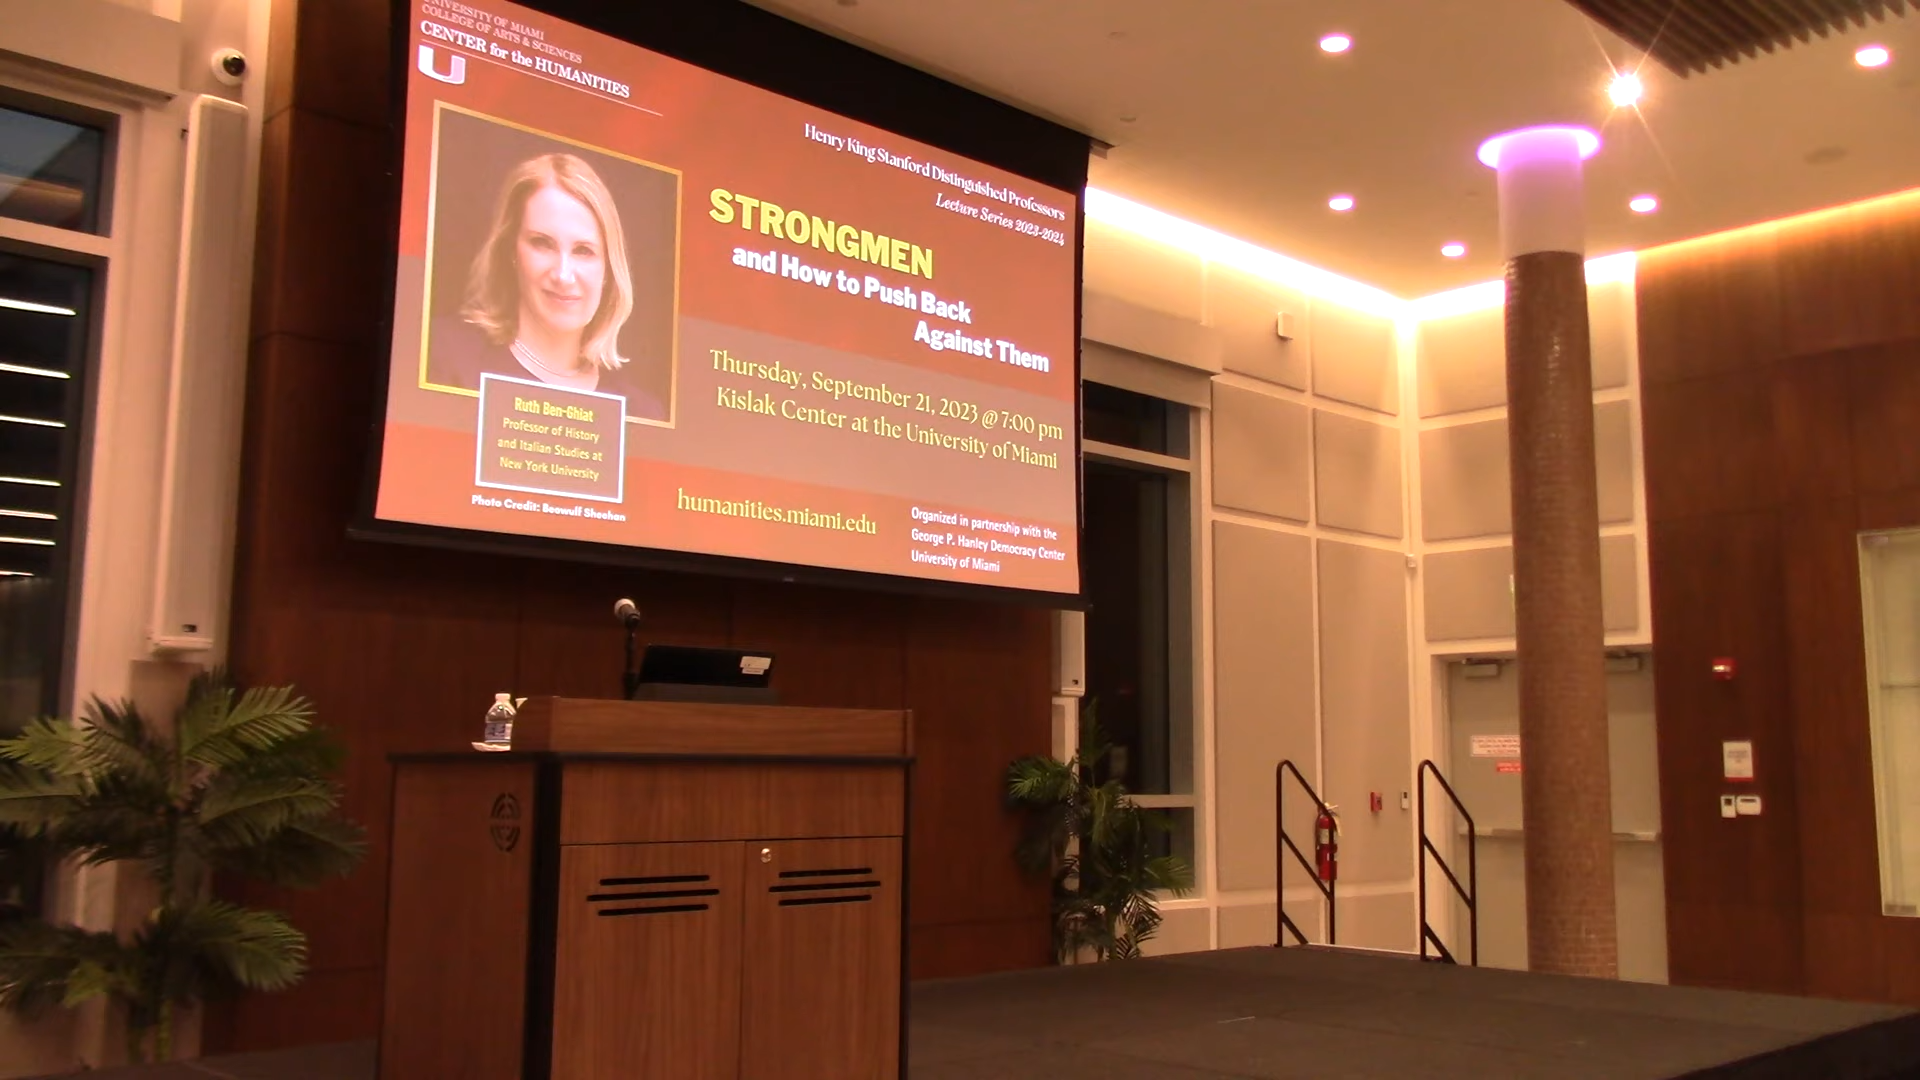 UNIVERSITY OF MIAMI
COLLEGE OF ARTS & SCIENCES
CENTER for the HUMANITIES
U
Henry King Stanford Distinguished Professors
Lecture Series 2023-2024
STRONGMEN
and How to Push Back
Against Them
Thursday, September 21, 2023 @ 7:00 pm
Kislak Center at the University of Miami
Ruth Ben-Ghiat
Professor of History
and Italian Studies at
New York University
Photo Credit: Beowulf Sheehan
humanities.miami.edu
Organized in partnership with the
George P. Hanley Democracy Center
University of Miami